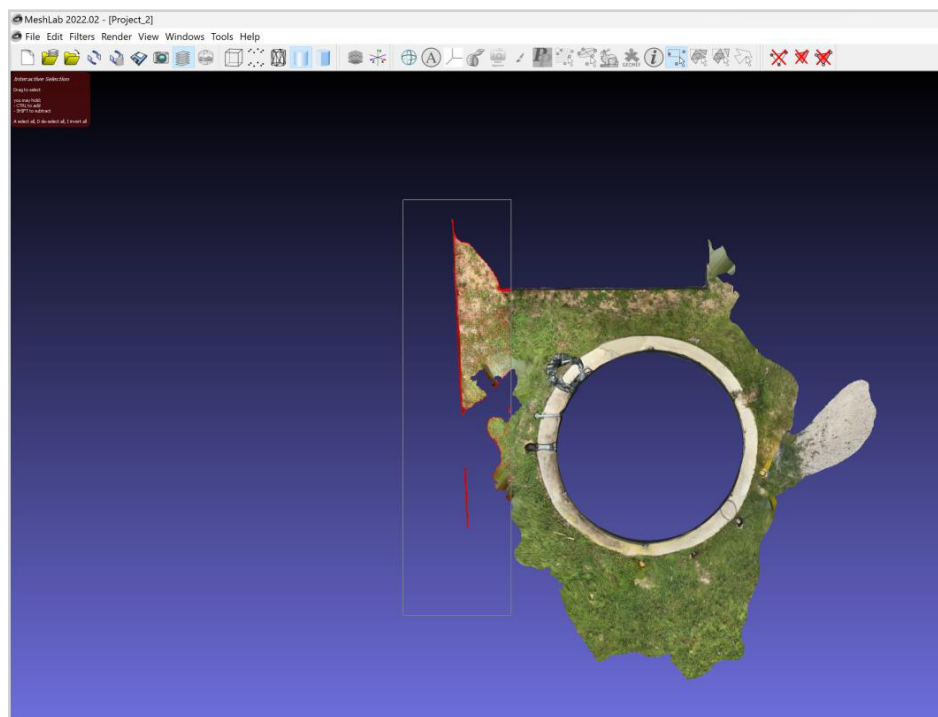 MeshLab 2022.02 - [Project_2]
File Edit Filters Render View Windows Tools Help
Interactive Selection
Drag to select
you may hold:
- CTRL to add
- SHIFT to subtract
A select all, D de-select all, I invert all